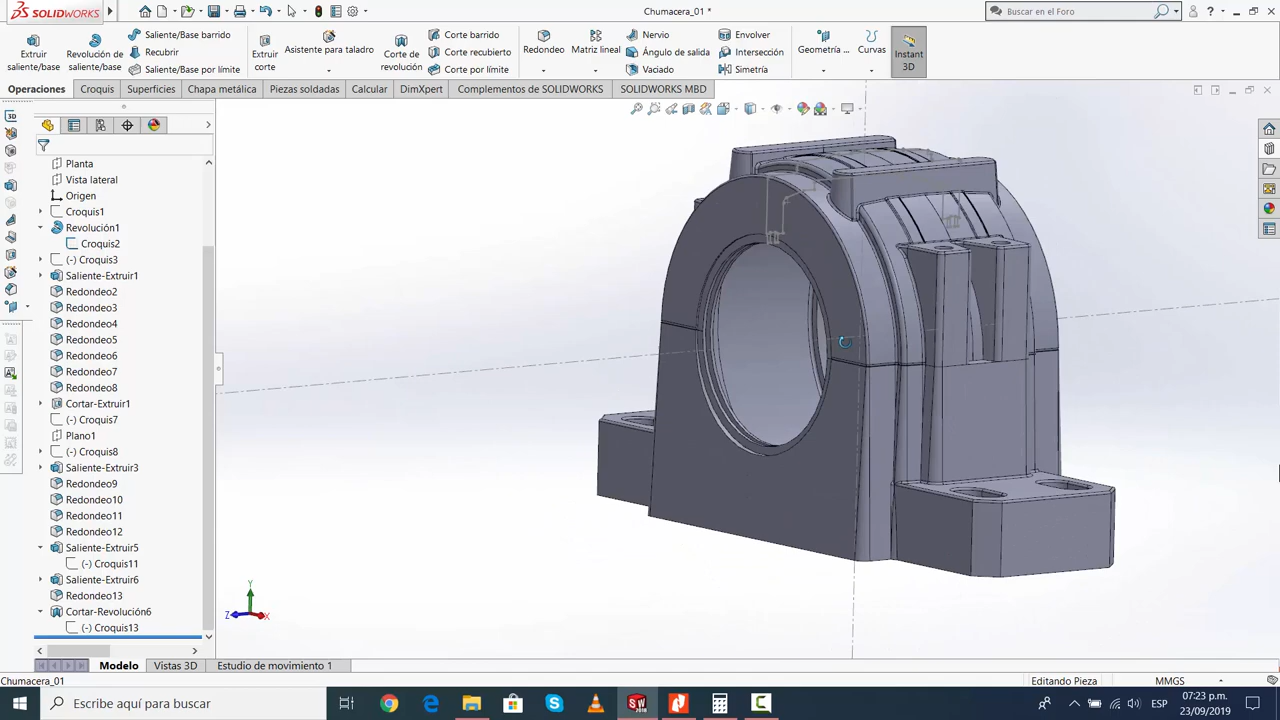 SOLIDWORKS
Chumacera_01 *
Buscar en el Foro
Extruir saliente/base
Revolución de saliente/base
Saliente/Base barrido
Recubrir
Saliente/Base por límite
Extruir corte
Asistente para taladro
Corte de revolución
Corte barrido
Corte recubierto
Corte por límite
Redondeo
Matriz lineal
Nervio
Ángulo de salida
Vaciado
Envolver
Intersección
Simetría
Geometría ...
Curvas
Instant 3D
Operaciones
Croquis
Superficies
Chapa metálica
Piezas soldadas
Calcular
DimXpert
Complementos de SOLIDWORKS
SOLIDWORKS MBD
Planta
Vista lateral
Origen
Croquis1
Revolución1
Croquis2
(-) Croquis3
Saliente-Extruir1
Redondeo2
Redondeo3
Redondeo4
Redondeo5
Redondeo6
Redondeo7
Redondeo8
Cortar-Extruir1
(-) Croquis7
Plano1
(-) Croquis8
Saliente-Extruir3
Redondeo9
Redondeo10
Redondeo11
Redondeo12
Saliente-Extruir5
(-) Croquis11
Saliente-Extruir6
Redondeo13
Cortar-Revolución6
(-) Croquis13
Y
Z
X
Modelo
Vistas 3D
Estudio de movimiento 1
Chumacera_01
Editando Pieza
MMGS
Escribe aquí para buscar
ESP
07:23 p.m.
23/09/2019